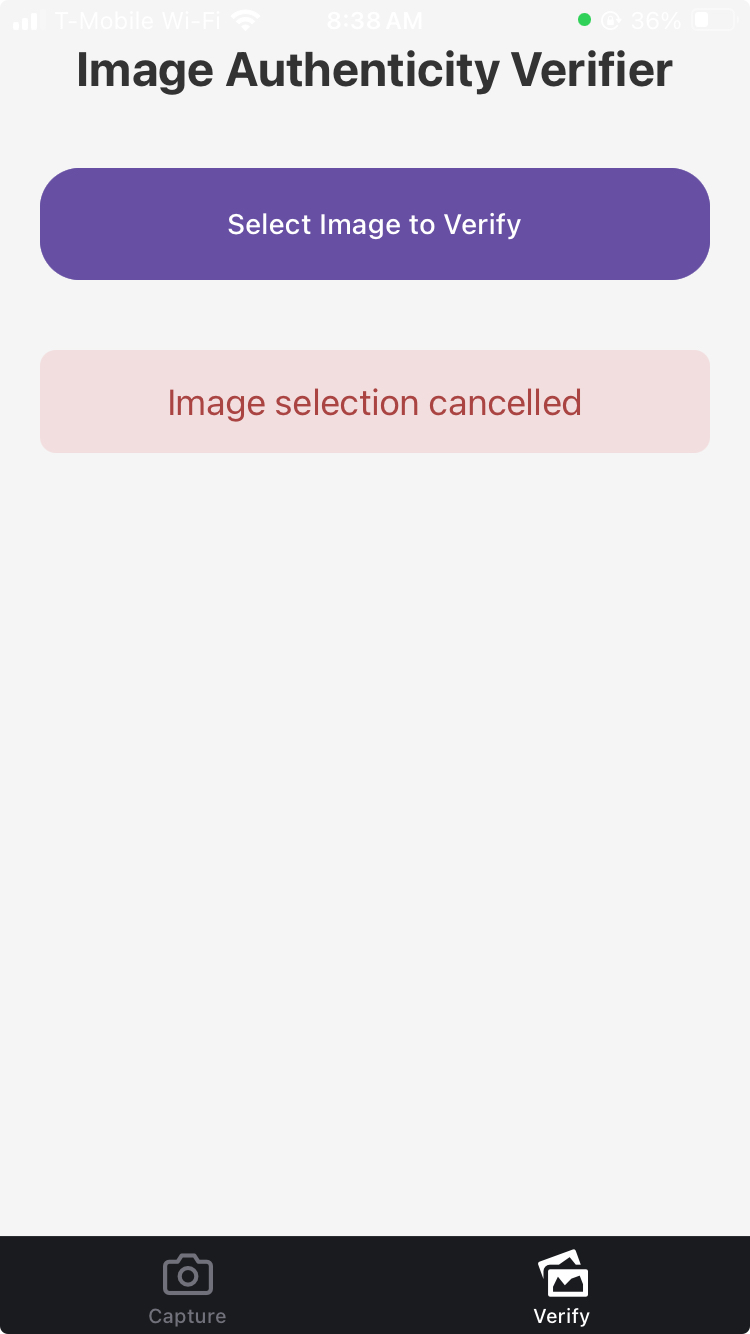 T-Mobile Wi-Fi 8:38 AM 36%
Image Authenticity Verifier
Select Image to Verify
Image selection cancelled
Capture Verify